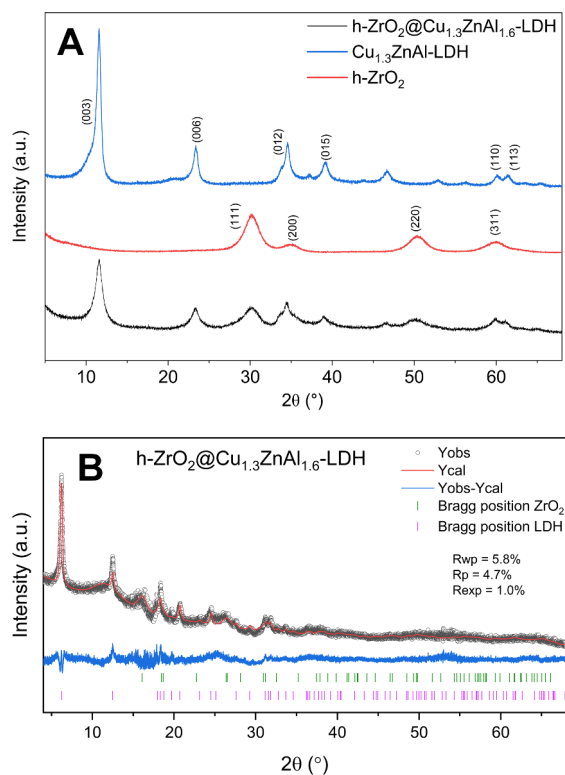 A
h-ZrO₂@Cu₁.₃ZnAl₁.₆-LDH
Cu₁.₃ZnAl-LDH
h-ZrO₂
(003)
(006)
(012)
(015)
(110)
(113)
(111)
(200)
(220)
(311)
Intensity (a.u.)
10 20 30 40 50 60
2θ (°)
B
h-ZrO₂@Cu₁.₃ZnAl₁.₆-LDH
Yobs
Ycal
Yobs-Ycal
Bragg position ZrO₂
Bragg position LDH
Rwp = 5.8%
Rp = 4.7%
Rexp = 1.0%
Intensity (a.u.)
10 20 30 40 50 60
2θ (°)